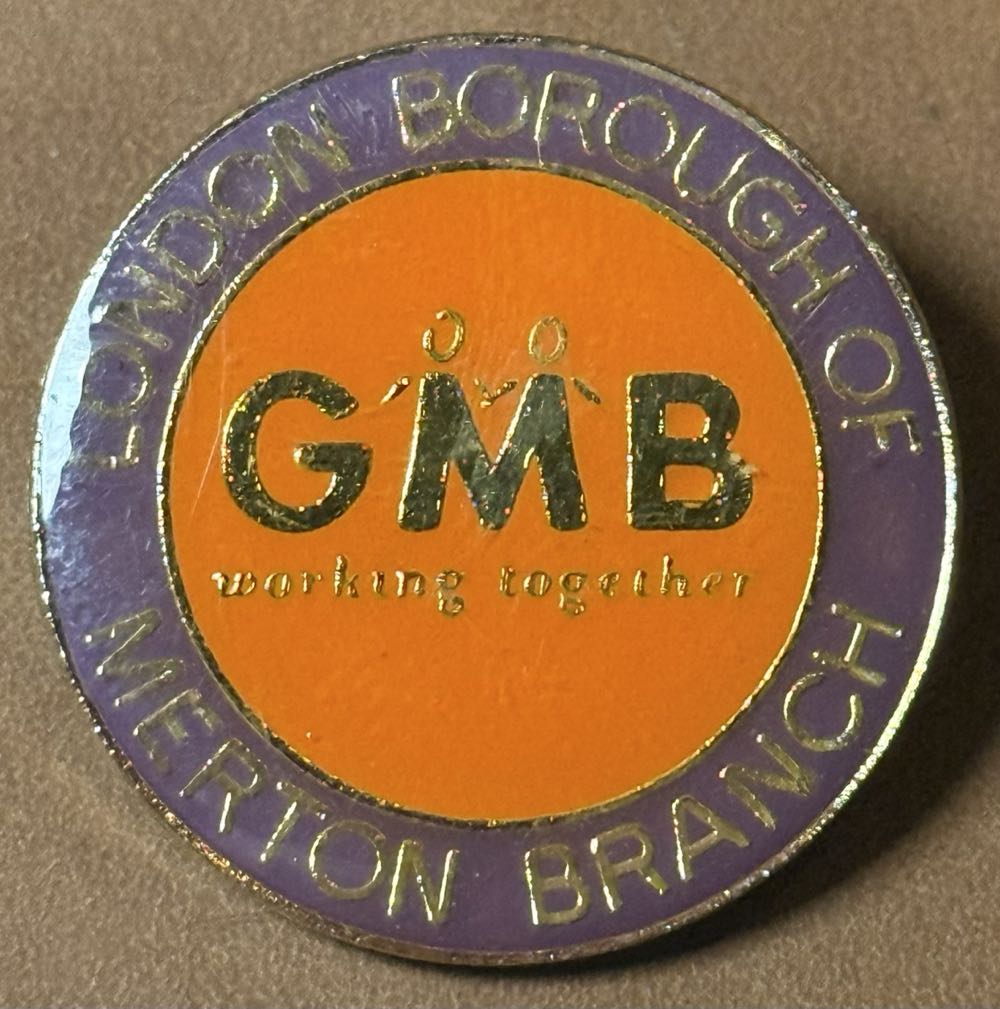 LONDON BOROUGH OF
GMB
working together
MERTON BRANCH